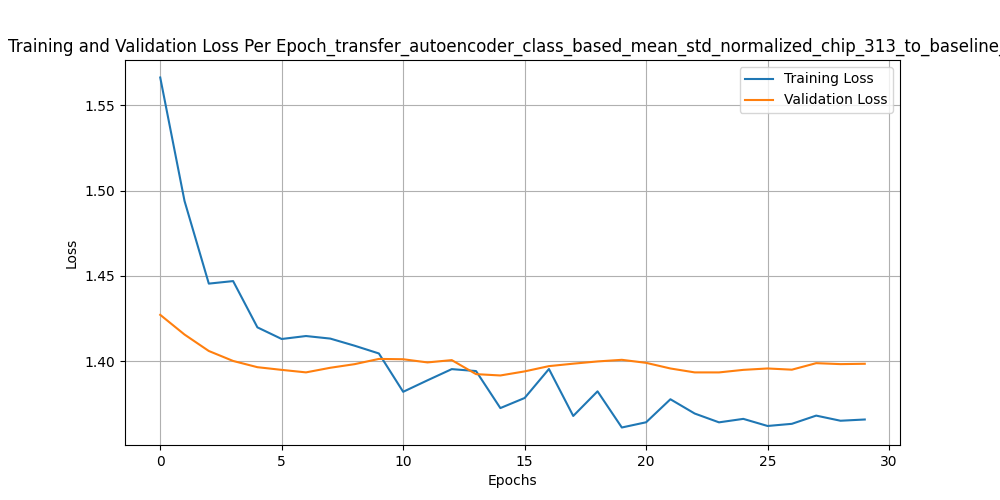 Training and Validation Loss Per Epoch_transfer_autoencoder_class_based_mean_std_normalized_chip_313_to_baseline_
Training Loss
Validation Loss
1.55
1.50
1.45
1.40
Loss
0
5
10
15
20
25
30
Epochs